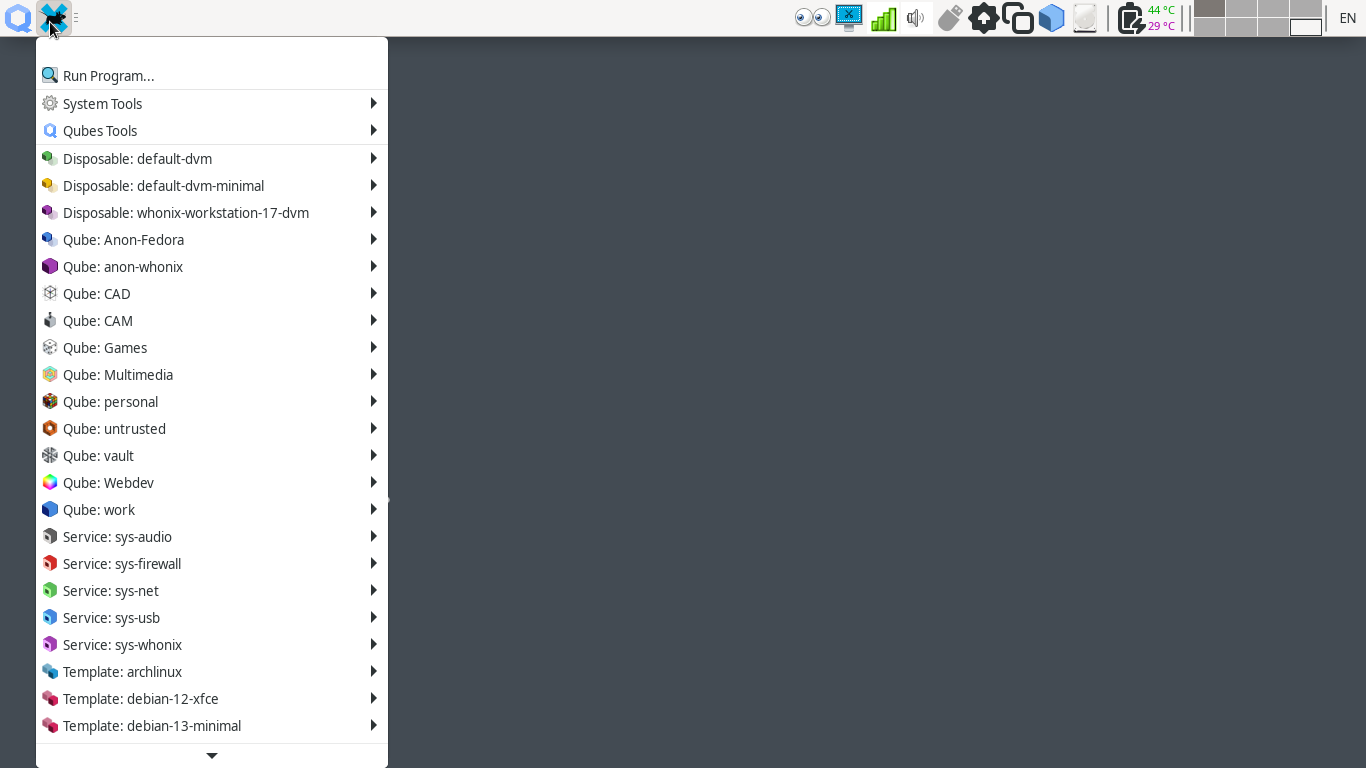 44 °C
29 °C
EN
Run Program...
System Tools
Qubes Tools
Disposable: default-dvm
Disposable: default-dvm-minimal
Disposable: whonix-workstation-17-dvm
Qube: Anon-Fedora
Qube: anon-whonix
Qube: CAD
Qube: CAM
Qube: Games
Qube: Multimedia
Qube: personal
Qube: untrusted
Qube: vault
Qube: Webdev
Qube: work
Service: sys-audio
Service: sys-firewall
Service: sys-net
Service: sys-usb
Service: sys-whonix
Template: archlinux
Template: debian-12-xfce
Template: debian-13-minimal